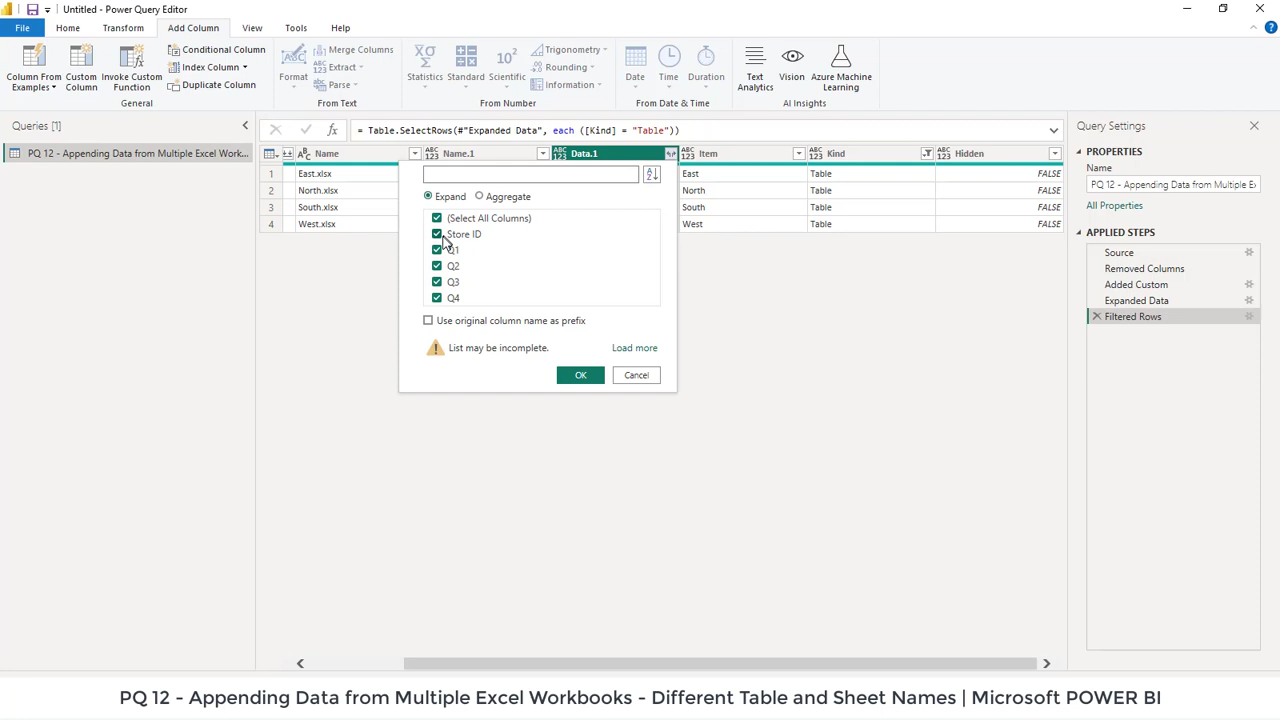 Untitled - Power Query Editor
File Home Transform Add Column View Tools Help
Column From Examples
Custom Column
Invoke Custom Function
Conditional Column
Index Column
Duplicate Column
General
Format
Merge Columns
Extract
Parse
From Text
Statistics
Standard
Scientific
Trigonometry
Rounding
Information
From Number
Date
Time
Duration
From Date & Time
Text Analytics
Vision
Azure Machine Learning
AI Insights
Queries [1]
PQ 12 - Appending Data from Multiple Excel Work...
= Table.SelectRows(#"Expanded Data", each ([Kind] = "Table"))
Name Name.1 Data.1 Item Kind Hidden
1 East.xlsx East Table FALSE
2 North.xlsx North Table FALSE
3 South.xlsx South Table FALSE
4 West.xlsx West Table FALSE
Expand Aggregate
(Select All Columns)
Store ID
Q1
Q2
Q3
Q4
Use original column name as prefix
List may be incomplete. Load more
OK Cancel
Query Settings
PROPERTIES
Name
PQ 12 - Appending Data from Multiple Ex
All Properties
APPLIED STEPS
Source
Removed Columns
Added Custom
Expanded Data
Filtered Rows
PQ 12 - Appending Data from Multiple Excel Workbooks - Different Table and Sheet Names | Microsoft POWER BI